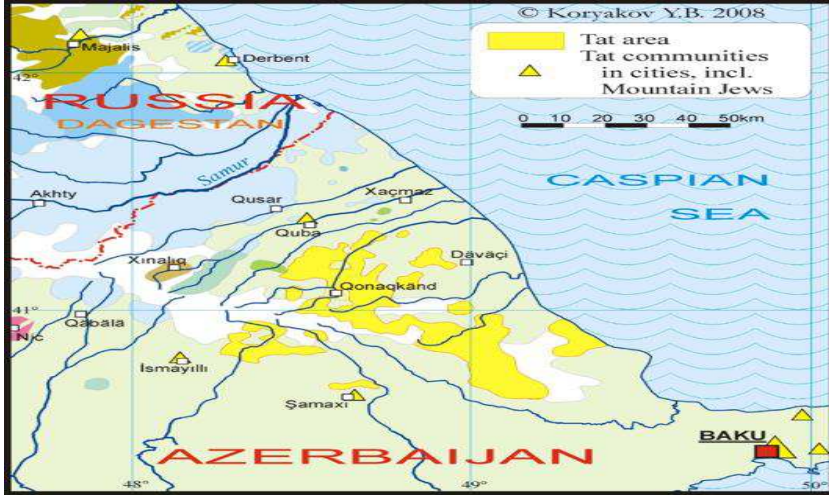 © Koryakov Y.B. 2008
Tat area
Tat communities
in cities, incl.
Mountain Jews
0 10 20 30 40 50km
Majalis
Derbent
42°
RUSSIA
DAGESTAN
Samur
CASPIAN
SEA
Akhty
Qusar
Xaçmaz
Quba
Xınalıq
Dəvəçi
Qonaqkənd
41°
Qəbələ
Nic
İsmayıllı
Şamaxı
BAKU
AZERBAIJAN
48°
49°
50°